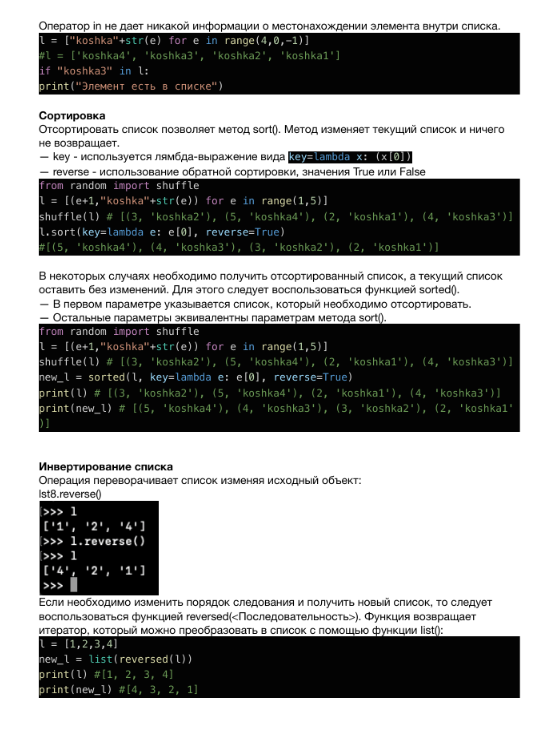 Оператор in не дает никакой информации о местонахождении элемента внутри списка.
l = ["koshka"+str(e) for e in range(4,0,-1)]
#l = ['koshka4', 'koshka3', 'koshka2', 'koshka1']
if "koshka3" in l:
print("Элемент есть в списке")
Сортировка
Отсортировать список позволяет метод sort(). Метод изменяет текущий список и ничего
не возвращает.
— key - используется лямбда-выражение вида key=lambda x: (x[0])
— reverse - использование обратной сортировки, значения True или False
from random import shuffle
l = [(e+1,"koshka"+str(e)) for e in range(1,5)]
shuffle(l) # [(3, 'koshka2'), (5, 'koshka4'), (2, 'koshka1'), (4, 'koshka3')]
l.sort(key=lambda e: e[0], reverse=True)
#[(5, 'koshka4'), (4, 'koshka3'), (3, 'koshka2'), (2, 'koshka1')]
В некоторых случаях необходимо получить отсортированный список, а текущий список
оставить без изменений. Для этого следует воспользоваться функцией sorted().
— В первом параметре указывается список, который необходимо отсортировать.
— Остальные параметры эквивалентны параметрам метода sort().
from random import shuffle
l = [(e+1,"koshka"+str(e)) for e in range(1,5)]
shuffle(l) # [(3, 'koshka2'), (5, 'koshka4'), (2, 'koshka1'), (4, 'koshka3')]
new_l = sorted(l, key=lambda e: e[0], reverse=True)
print(l) # [(3, 'koshka2'), (5, 'koshka4'), (2, 'koshka1'), (4, 'koshka3')]
print(new_l) # [(5, 'koshka4'), (4, 'koshka3'), (3, 'koshka2'), (2, 'koshka1'
)]
Инвертирование списка
Операция переворачивает список изменяя исходный объект:
lst8.reverse()
>>> l
['1', '2', '4']
>>> l.reverse()
>>> l
['4', '2', '1']
>>>
Если необходимо изменить порядок следования и получить новый список, то следует
воспользоваться функцией reversed(<Последовательность>). Функция возвращает
итератор, который можно преобразовать в список с помощью функции list():
l = [1,2,3,4]
new_l = list(reversed(l))
print(l) #[1, 2, 3, 4]
print(new_l) #[4, 3, 2, 1]